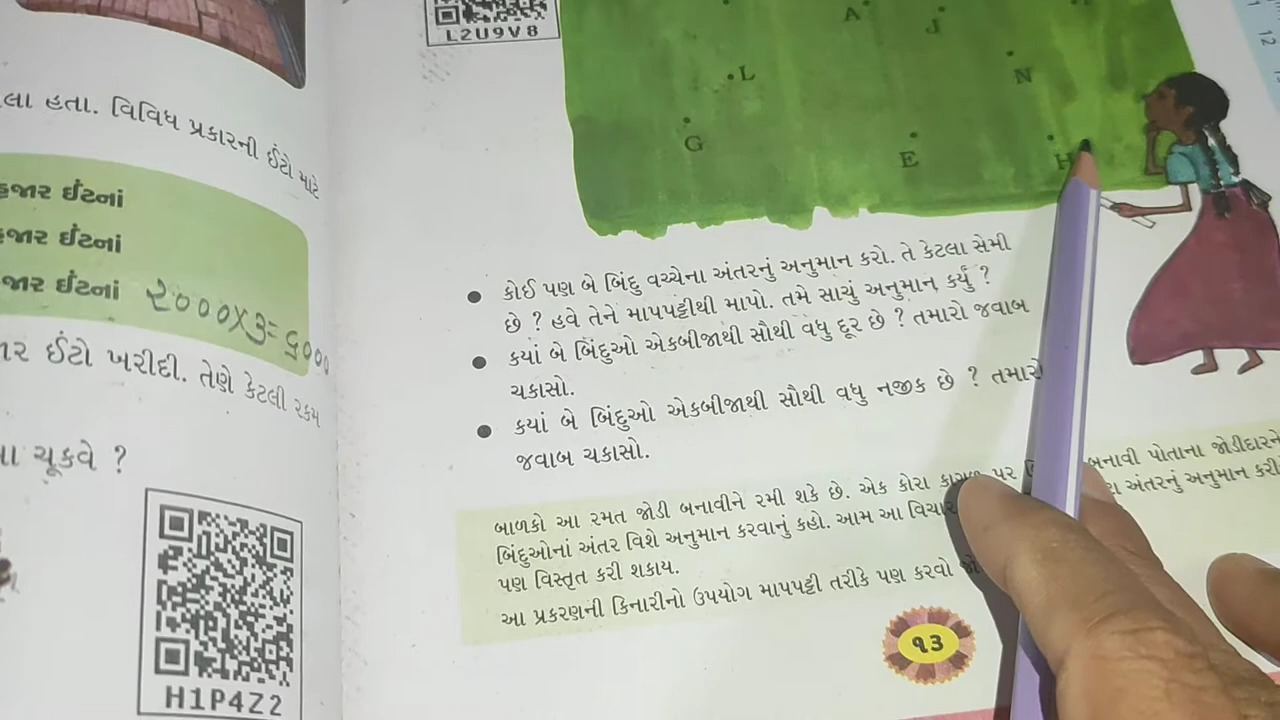 લા હતા. વિવિધ પ્રકારની ઈંટો માટે
હજાર ઈંટનાં
હજાર ઈંટનાં
જાર ઈંટનાં ૨૦૦૦X૩=૬૦૦૦
ઈંટો ખરીદી. તેણે કેટલી રકમ
ચૂકવે ?
H1P4Z2
L2U9V8
A
J
L
N
G
E
H
12
● કોઈ પણ બે બિંદુ વચ્ચેના અંતરનું અનુમાન કરો. તે કેટલા સેમી
છે ? હવે તેને માપપટ્ટીથી માપો. તમે સાચું અનુમાન કર્યું ?
● કયાં બે બિંદુઓ એકબીજાથી સૌથી વધુ દૂર છે ? તમારો જવાબ
ચકાસો.
● કયાં બે બિંદુઓ એકબીજાથી સૌથી વધુ નજીક છે ? તમારો
જવાબ ચકાસો.
બાળકો આ રમત જોડી બનાવીને રમી શકે છે. એક કોરા કાગળ પર બનાવી પોતાના જોડીદારને
બિંદુઓનાં અંતર વિશે અનુમાન કરવાનું કહો. આમ આ વિચાર અંતરનું અનુમાન કરી
પણ વિસ્તૃત કરી શકાય.
આ પ્રકરણની કિનારીનો ઉપયોગ માપપટ્ટી તરીકે પણ કરવો
૧૩